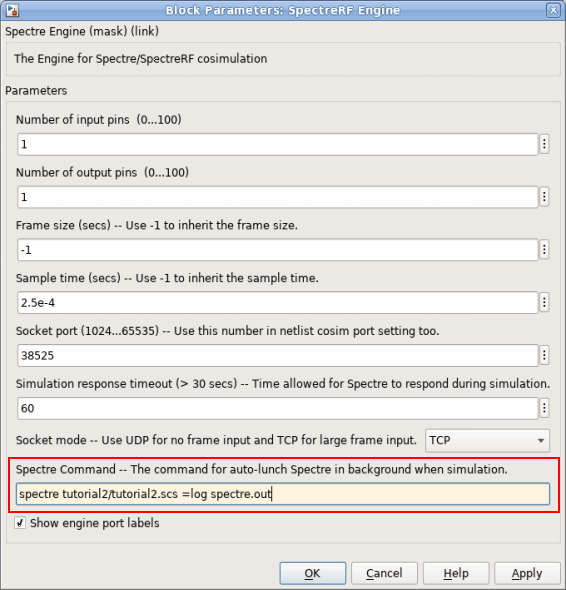 Block Parameters: SpectreRF Engine
Spectre Engine (mask) (link)
The Engine for Spectre/SpectreRF cosimulation
Parameters
Number of input pins  (0...100)
1
Number of output pins  (0...100)
1
Frame size (secs) -- Use -1 to inherit the frame size.
-1
Sample time (secs) -- Use -1 to inherit the sample time.
2.5e-4
Socket port (1024...65535) -- Use this number in netlist cosim port setting too.
38525
Simulation response timeout (> 30 secs) -- Time allowed for Spectre to respond during simulation.
60
Socket mode -- Use UDP for no frame input and TCP for large frame input. TCP
Spectre Command -- The command for auto-lunch Spectre in background when simulation.
spectre tutorial2/tutorial2.scs =log spectre.out
Show engine port labels
OK Cancel Help Apply